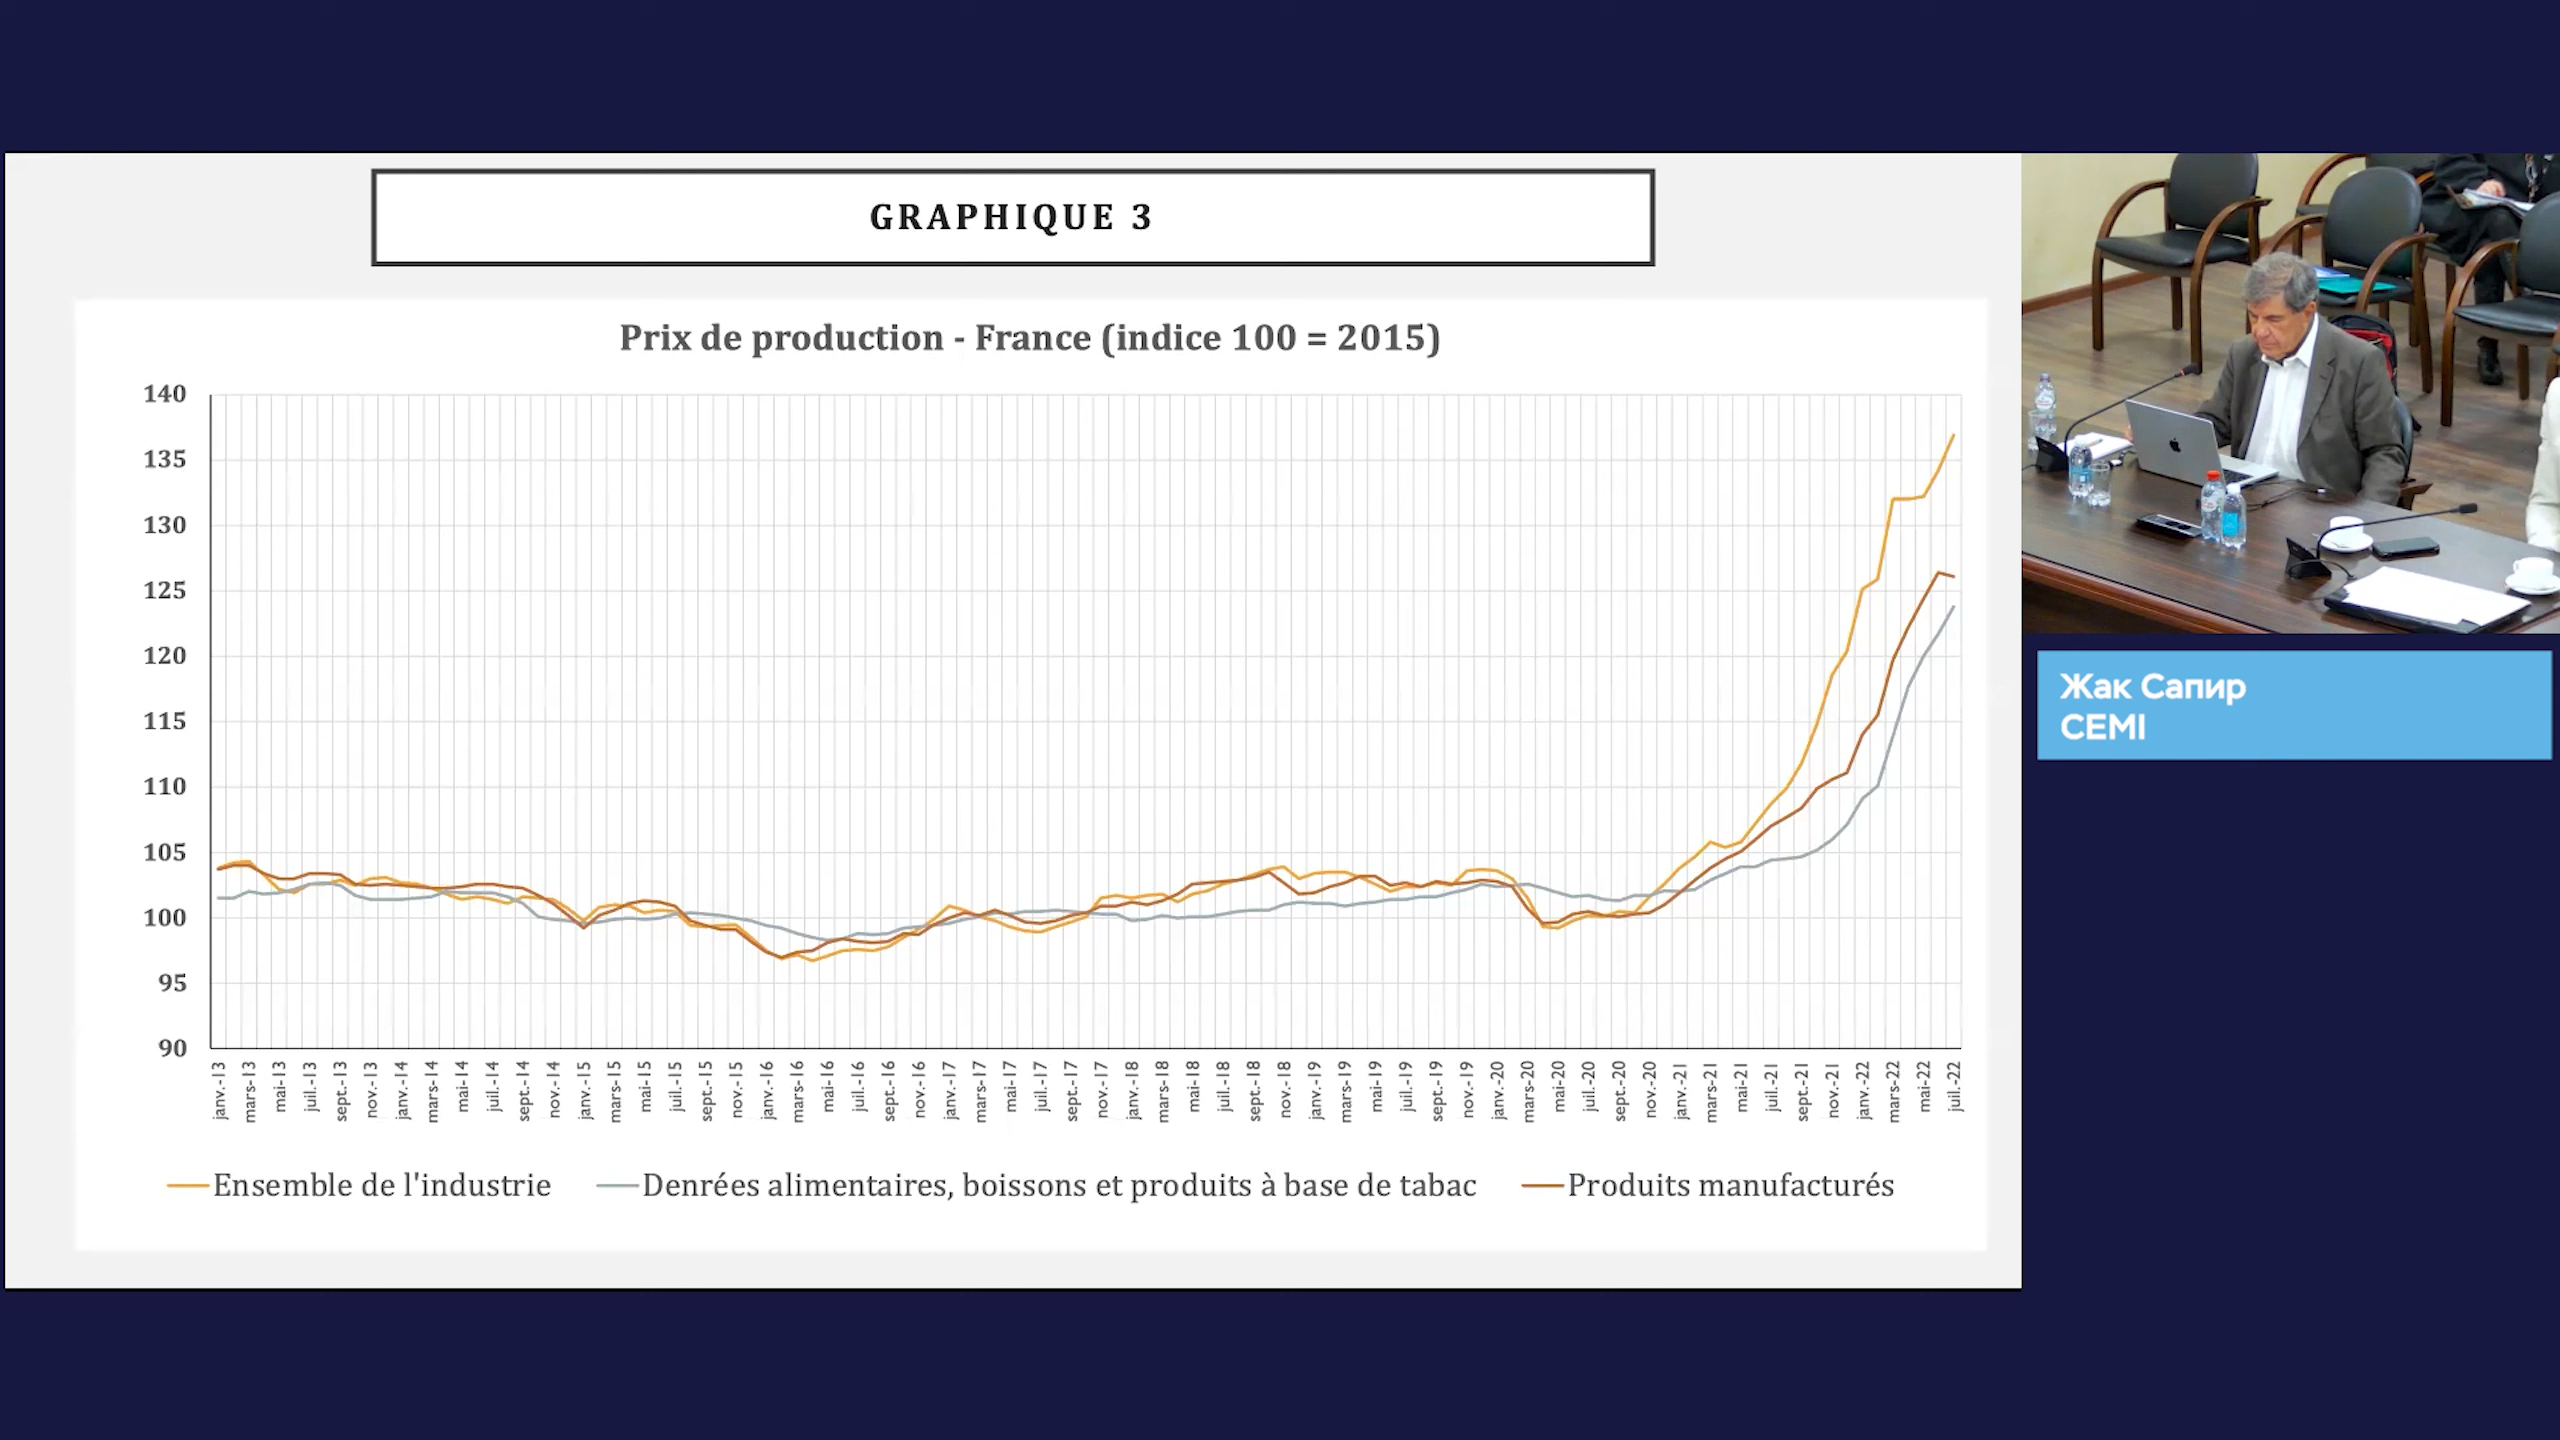 GRAPHIQUE 3
Prix de production - France (indice 100 = 2015)
140
135
130
125
120
115
110
105
100
95
90
janv.-13
mars-13
mai-13
juil.-13
sept.-13
nov.-13
janv.-14
mars-14
mai-14
juil.-14
sept.-14
nov.-14
janv.-15
mars-15
mai-15
juil.-15
sept.-15
nov.-15
janv.-16
mars-16
mai-16
juil.-16
sept.-16
nov.-16
janv.-17
mars-17
mai-17
juil.-17
sept.-17
nov.-17
janv.-18
mars-18
mai-18
juil.-18
sept.-18
nov.-18
janv.-19
mars-19
mai-19
juil.-19
sept.-19
nov.-19
janv.-20
mars-20
mai-20
juil.-20
sept.-20
nov.-20
janv.-21
mars-21
mai-21
juil.-21
sept.-21
nov.-21
janv.-22
mars-22
mai-22
juil.-22
Ensemble de l'industrie
Denrées alimentaires, boissons et produits à base de tabac
Produits manufacturés
Жак Сапир
CEMI